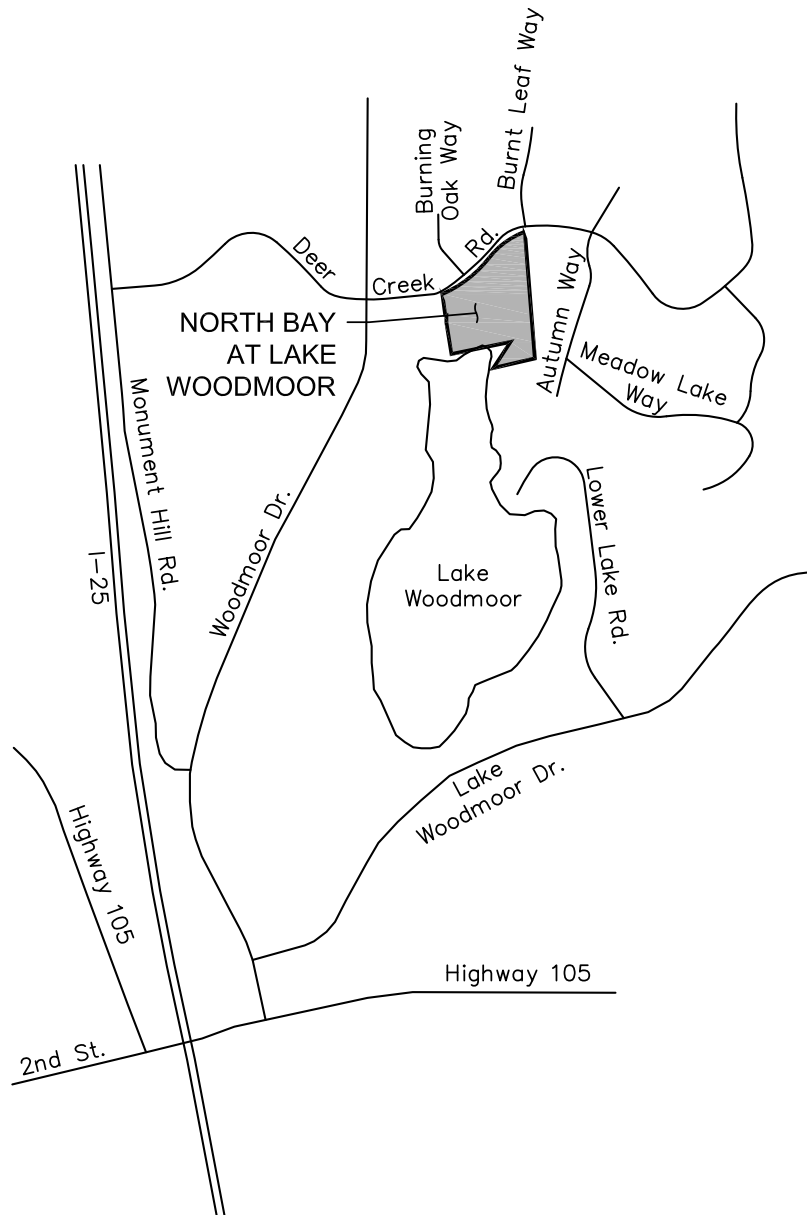 Burnt Leaf Way
Burning
Oak Way
Deer
Creek
Rd.
NORTH BAY
AT LAKE
WOODMOOR
Autumn Way
Meadow Lake
Way
Monument Hill Rd.
Woodmoor Dr.
I-25
Lake
Woodmoor
Lower Lake Rd.
Lake
Woodmoor Dr.
Highway 105
Highway 105
2nd St.